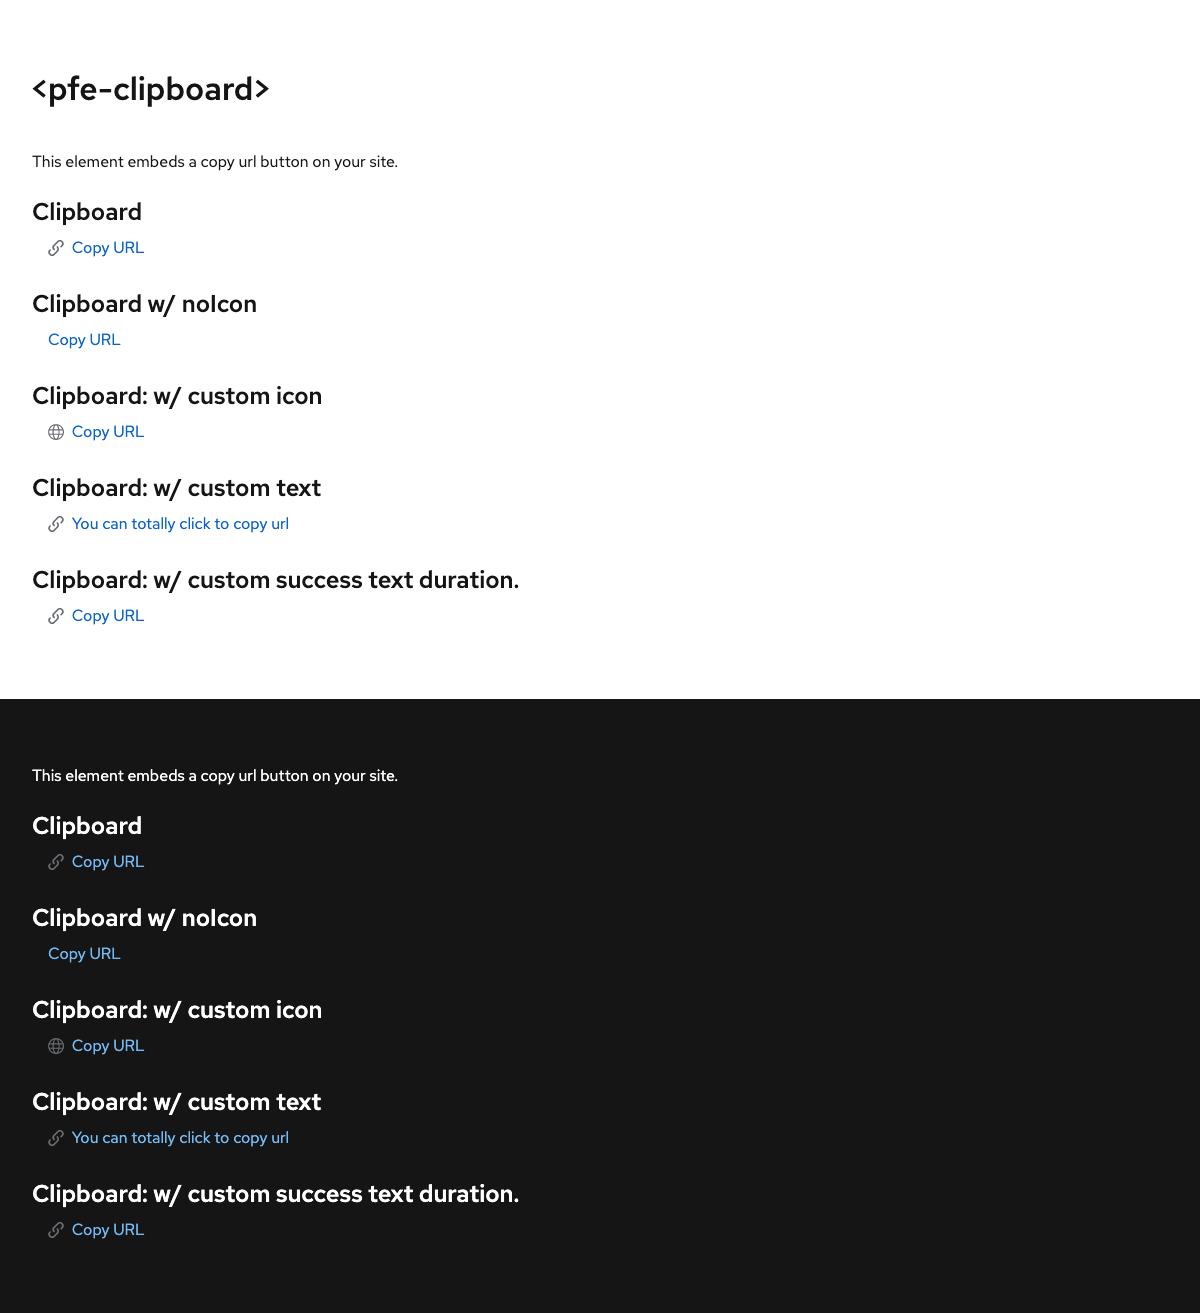 <pfe-clipboard>
This element embeds a copy url button on your site.
Clipboard
Copy URL
Clipboard w/ noIcon
Copy URL
Clipboard: w/ custom icon
Copy URL
Clipboard: w/ custom text
You can totally click to copy url
Clipboard: w/ custom success text duration.
Copy URL
This element embeds a copy url button on your site.
Clipboard
Copy URL
Clipboard w/ noIcon
Copy URL
Clipboard: w/ custom icon
Copy URL
Clipboard: w/ custom text
You can totally click to copy url
Clipboard: w/ custom success text duration.
Copy URL